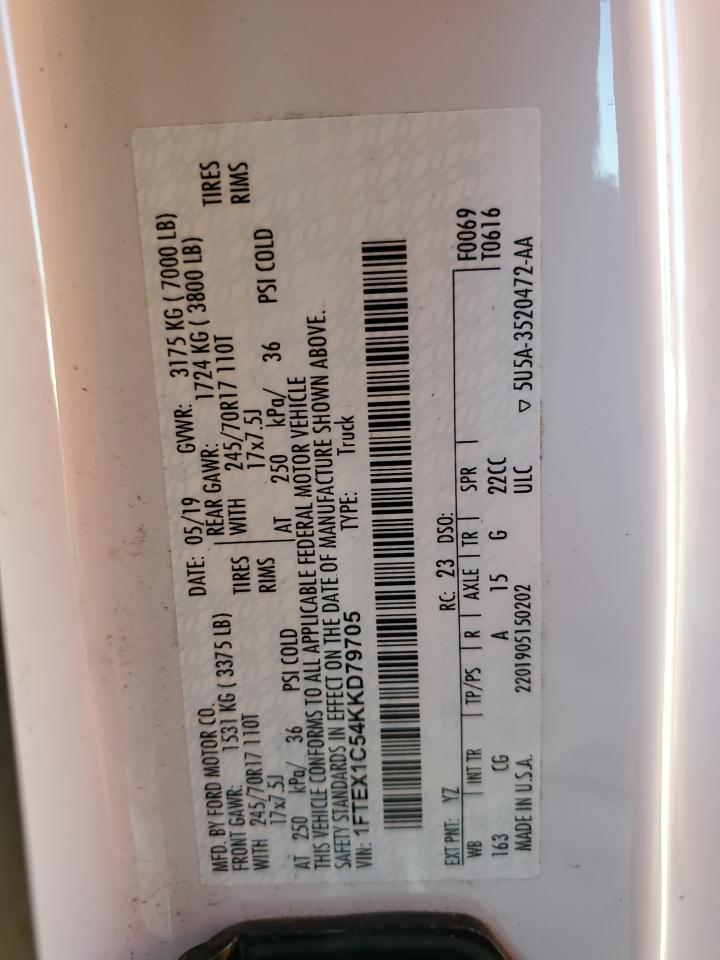 MFD. BY FORD MOTOR CO.
DATE: 05/19 GVWR: 3175 KG ( 7000 LB)
FRONT GAWR: 1531 KG ( 3375 LB) REAR GAWR: 1724 KG ( 3800 LB)
WITH 245/70R17 110T TIRES WITH 245/70R17 110T TIRES
17x7.5J RIMS 17x7.5J RIMS
AT 250 kPa/ 36 PSI COLD AT 250 kPa/ 36 PSI COLD
THIS VEHICLE CONFORMS TO ALL APPLICABLE FEDERAL MOTOR VEHICLE
SAFETY STANDARDS IN EFFECT ON THE DATE OF MANUFACTURE SHOWN ABOVE.
VIN: 1FTEX1C54KKD79705 TYPE: Truck
EXT PNT: YZ RC: 23 DSO: F0069
WB INT TR TP/PS R AXLE TR SPR T0616
163 CG A 15 G 22CC
MADE IN U.S.A. 2201905150202 ULC ▽ 5U5A-3520472-AA